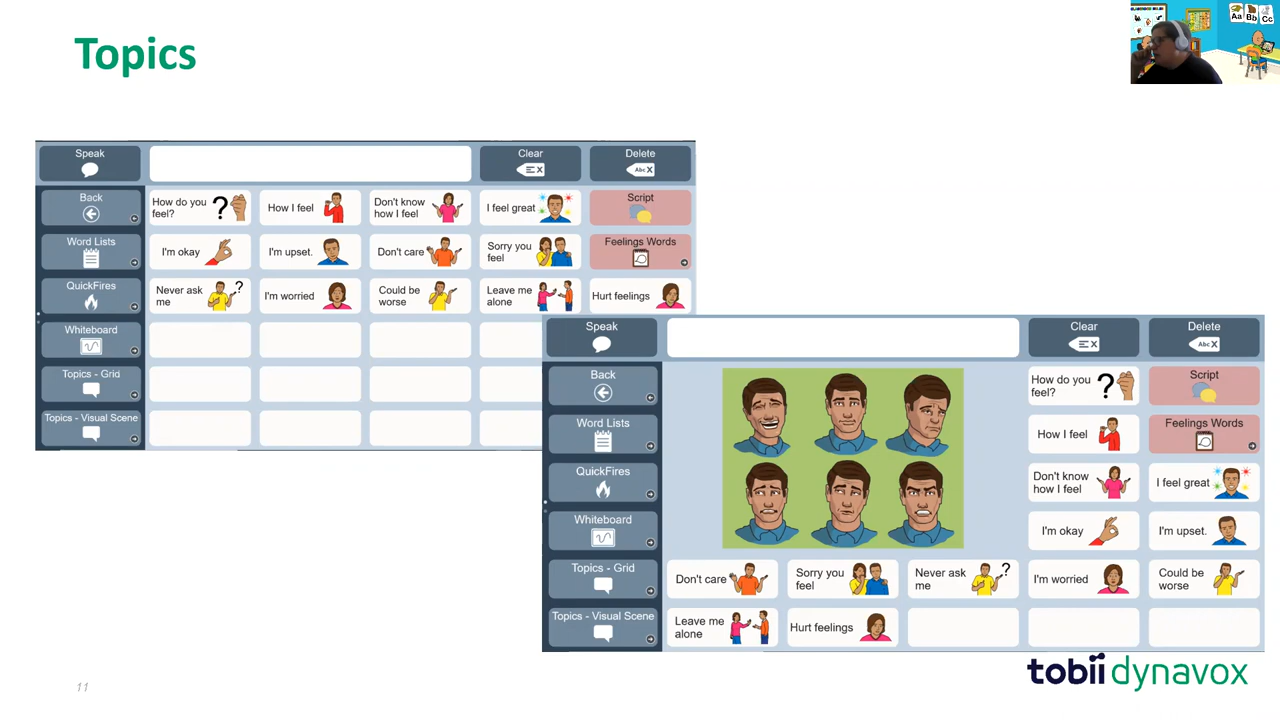 Topics
Aa Bb Cc
Speak
Clear
Delete
Abc X
Back
How do you feel?
How I feel
Don't know how I feel
I feel great
Script
Word Lists
I'm okay
I'm upset.
Don't care
Sorry you feel
Feelings Words
QuickFires
Never ask me
I'm worried
Could be worse
Leave me alone
Hurt feelings
Whiteboard
Topics - Grid
Topics - Visual Scene
Speak
Clear
Delete
Abc X
Back
How do you feel?
Script
Word Lists
How I feel
Feelings Words
QuickFires
Don't know how I feel
I feel great
Whiteboard
I'm okay
I'm upset.
Topics - Grid
Don't care
Sorry you feel
Never ask me
I'm worried
Could be worse
Topics - Visual Scene
Leave me alone
Hurt feelings
tobii dynavox
11